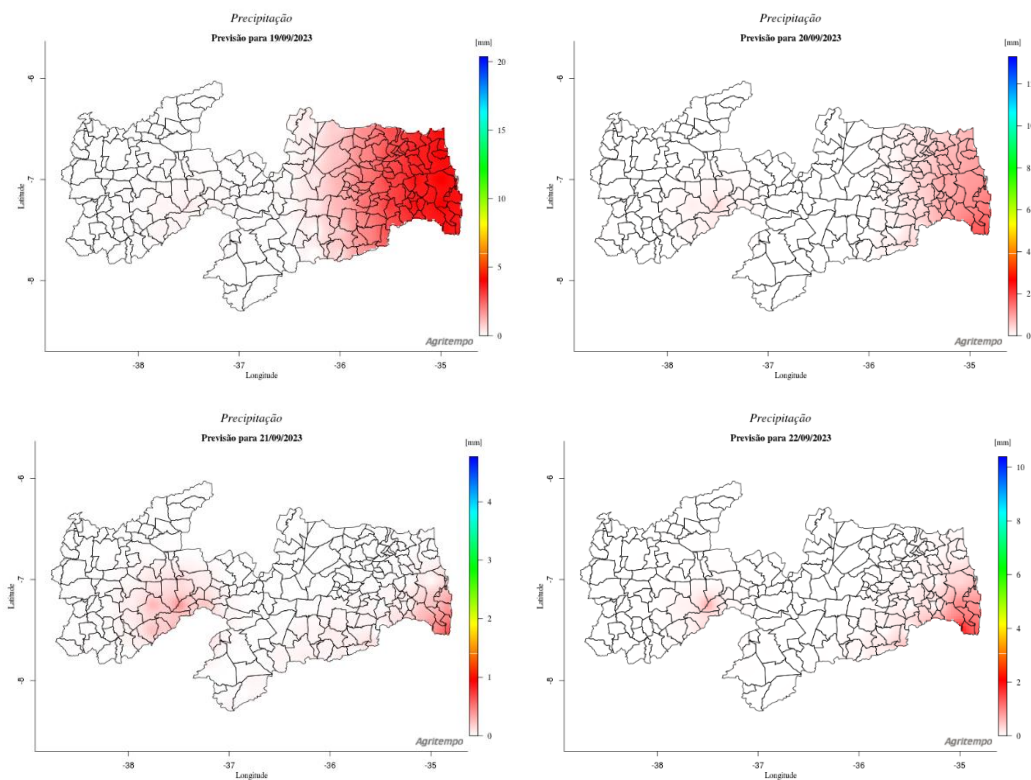 Precipitação
Previsão para 19/09/2023
[mm]
20
15
10
5
0
-6
-7
-8
Latitude
-38
-37
-36
-35
Longitude
Agritempo
Precipitação
Previsão para 20/09/2023
[mm]
10
8
6
4
2
0
-6
-7
-8
Latitude
-38
-37
-36
-35
Longitude
Agritempo
Precipitação
Previsão para 21/09/2023
[mm]
4
3
2
1
0
-6
-7
-8
Latitude
-38
-37
-36
-35
Longitude
Agritempo
Precipitação
Previsão para 22/09/2023
[mm]
10
8
6
4
2
0
-6
-7
-8
Latitude
-38
-37
-36
-35
Longitude
Agritempo